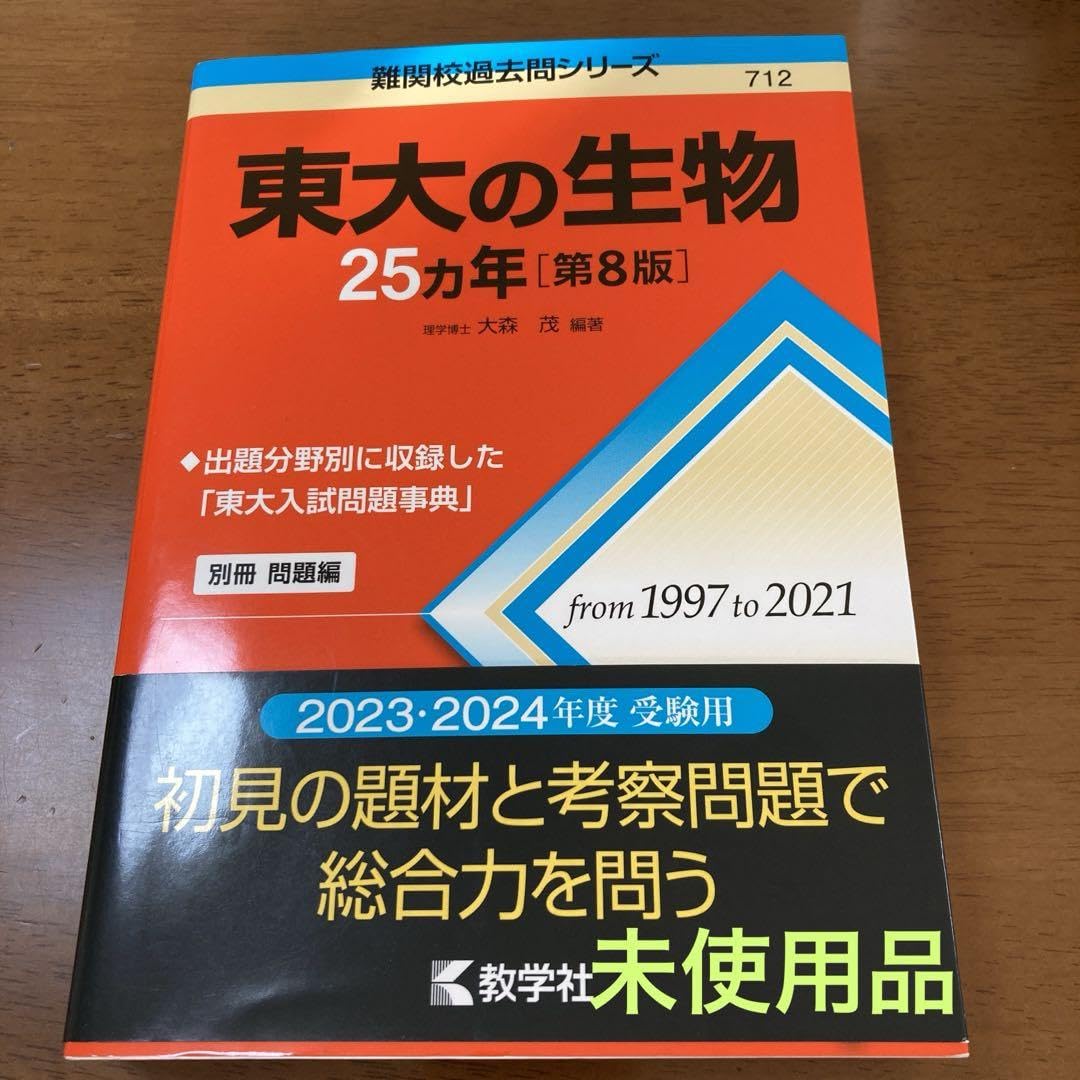 難関校過去問シリーズ
712
東大の生物
25カ年[第8版]
理学博士 大森 茂 編著
◆出題分野別に収録した
「東大入試問題事典」
別冊 問題編
from 1997 to 2021
2023・2024年度 受験用
初見の題材と考察問題で
総合力を問う
教学社
未使用品